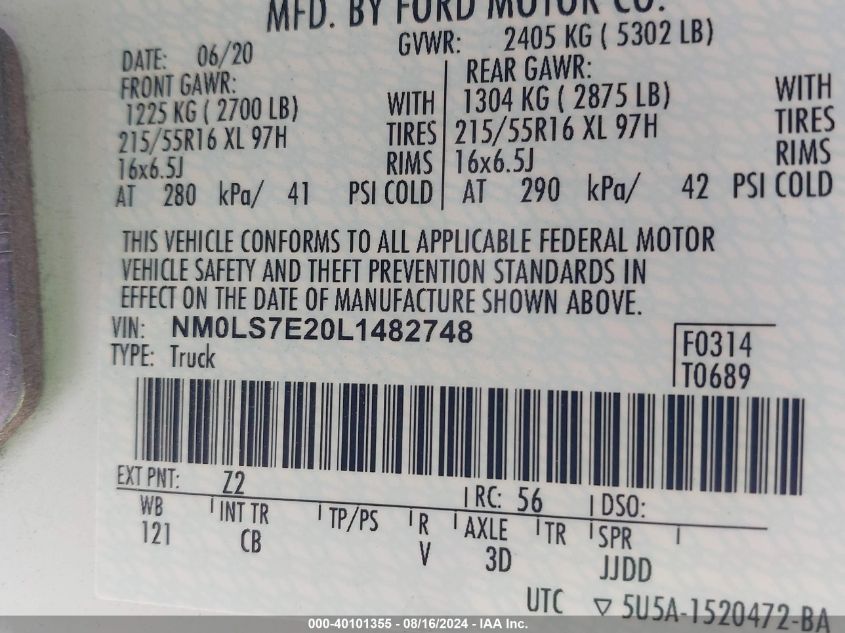 MFD. BY FORD MOTOR CO.
DATE: 06/20 GVWR: 2405 KG ( 5302 LB)
FRONT GAWR: REAR GAWR:
1225 KG ( 2700 LB) WITH 1304 KG ( 2875 LB) WITH
215/55R16 XL 97H TIRES 215/55R16 XL 97H TIRES
16x6.5J RIMS 16x6.5J RIMS
AT 280 kPa/ 41 PSI COLD AT 290 kPa/ 42 PSI COLD
THIS VEHICLE CONFORMS TO ALL APPLICABLE FEDERAL MOTOR
VEHICLE SAFETY AND THEFT PREVENTION STANDARDS IN
EFFECT ON THE DATE OF MANUFACTURE SHOWN ABOVE.
VIN: NM0LS7E20L1482748
TYPE: Truck
F0314
T0689
EXT PNT: Z2 RC: 56 DSO:
WB INT TR TP/PS R AXLE TR SPR
121 CB V 3D JJDD
UTC ▽ 5U5A-1520472-BA
000-40101355 - 08/16/2024 - IAA Inc.